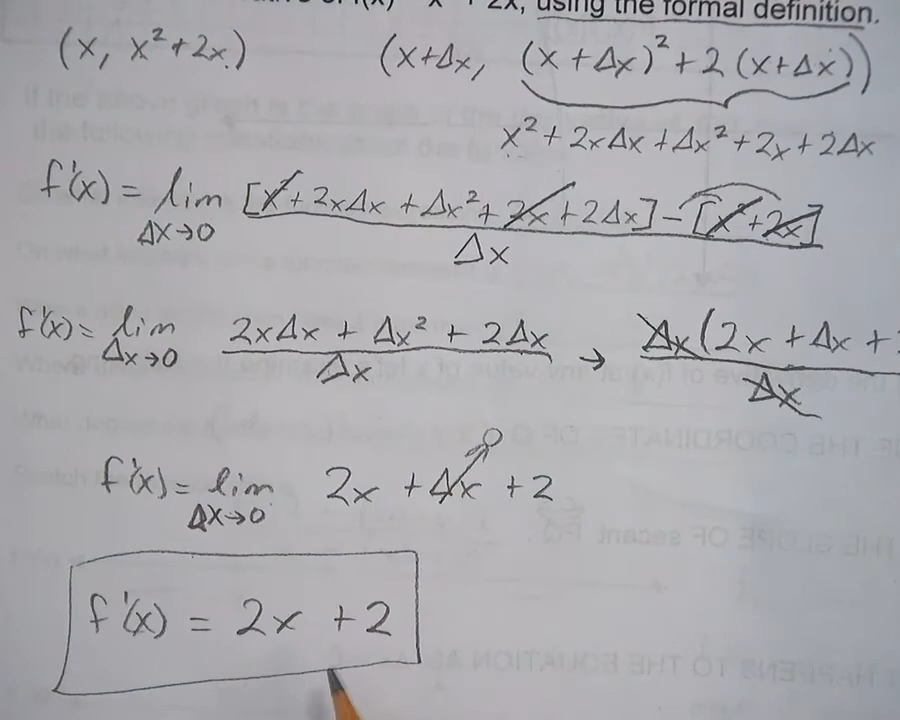 f(x) = x² + 2x, using the formal definition.
(x, x²+2x) (x+Δx, (x+Δx)²+2(x+Δx))
x²+2xΔx+Δx²+2x+2Δx
f'(x) = lim Δx→0 [x²+2xΔx+Δx²+2x+2Δx]-[x²+2x] / Δx
f'(x) = lim Δx→0 2xΔx + Δx² + 2Δx / Δx → Δx(2x+Δx+ / Δx
f'(x) = lim Δx→0 2x + Δx + 2 0
f'(x) = 2x + 2